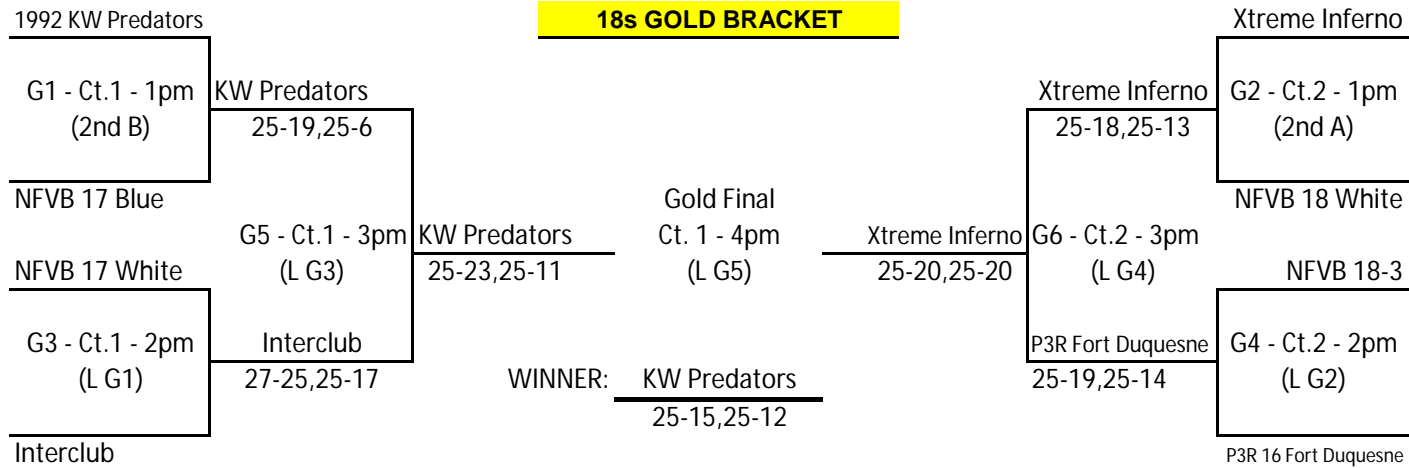 1992 KW Predators
18s GOLD BRACKET
Xtreme Inferno
G1 - Ct.1 - 1pm
(2nd B)
KW Predators
25-19,25-6
Xtreme Inferno
25-18,25-13
G2 - Ct.2 - 1pm
(2nd A)
NFVB 17 Blue
NFVB 18 White
G5 - Ct.1 - 3pm
(L G3)
KW Predators
25-23,25-11
Gold Final
Ct. 1 - 4pm
(L G5)
Xtreme Inferno
25-20,25-20
G6 - Ct.2 - 3pm
(L G4)
NFVB 17 White
NFVB 18-3
G3 - Ct.1 - 2pm
(L G1)
Interclub
27-25,25-17
WINNER: KW Predators
25-15,25-12
P3R Fort Duquesne
25-19,25-14
G4 - Ct.2 - 2pm
(L G2)
Interclub
P3R 16 Fort Duquesne